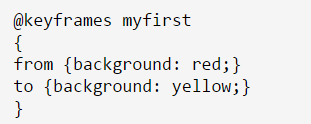 @keyframes myfirst
{
from {background: red;}
to {background: yellow;}
}